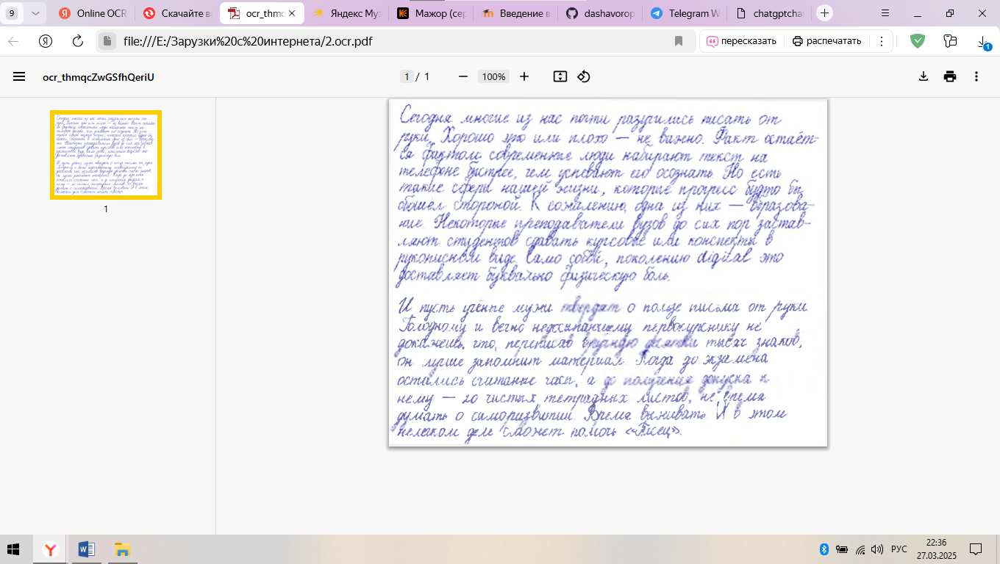 9
Online OCR
Скачайте ва
ocr_thmc
Яндекс Муз
Мажор (сер
Введение в
dashavorop
Telegram W
chatgptchat
file:///E:/Зарузки%20с%20интернета/2.ocr.pdf
пересказать
распечатать
1
ocr_thmqcZwGSfhQeriU
1 / 1
100%
Сегодня многие из нас почти разучились писать от
руки. Хорошо это или плохо — не важно. Факт остаёт-
ся фактом: современные люди набирают текст на
телефоне быстрее, чем успевают его осознать. Но есть
такие сферы нашей жизни, которые прогресс будто бы
обошёл стороной. К сожалению, одна из них — образова-
ние. Некоторые преподаватели вузов до сих пор застав-
ляют студентов сдавать курсовые или конспекты в
рукописном виде. Само собой, поколению digital это
доставляет буквально физическую боль.
И пусть учёные мужи твердят о пользе письма от руки.
Голодному и вечно недосыпающему первокурснику не
докажешь, что, переписав вручную десятки тысяч знаков,
он лучше запомнит материал. Когда до экзамена
остались считаные часы, а до получения допуска к
нему — 20 чистых тетрадных листов, не время
думать о саморазвитии. Время выживать. И в этом
нелегком деле сможет помочь «Писец».
1
РУС
22:36
27.03.2025